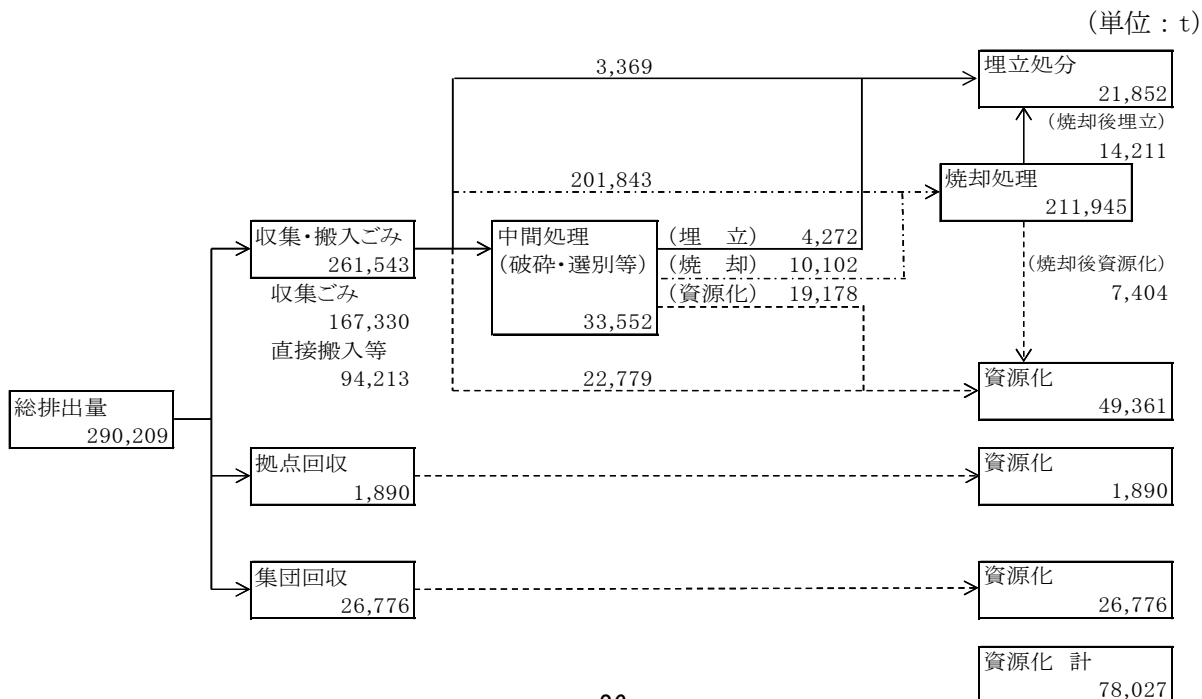 (単位：t)
3,369
埋立処分
21,852
(焼却後埋立)
14,211
201,843
焼却処理
211,945
収集・搬入ごみ
261,543
中間処理
(破砕・選別等)
33,552
(埋　立)　4,272
(焼　却)　10,102
(資源化)　19,178
(焼却後資源化)
7,404
収集ごみ
167,330
直接搬入等
94,213
22,779
資源化
49,361
総排出量
290,209
拠点回収
1,890
資源化
1,890
集団回収
26,776
資源化
26,776
資源化　計
78,027